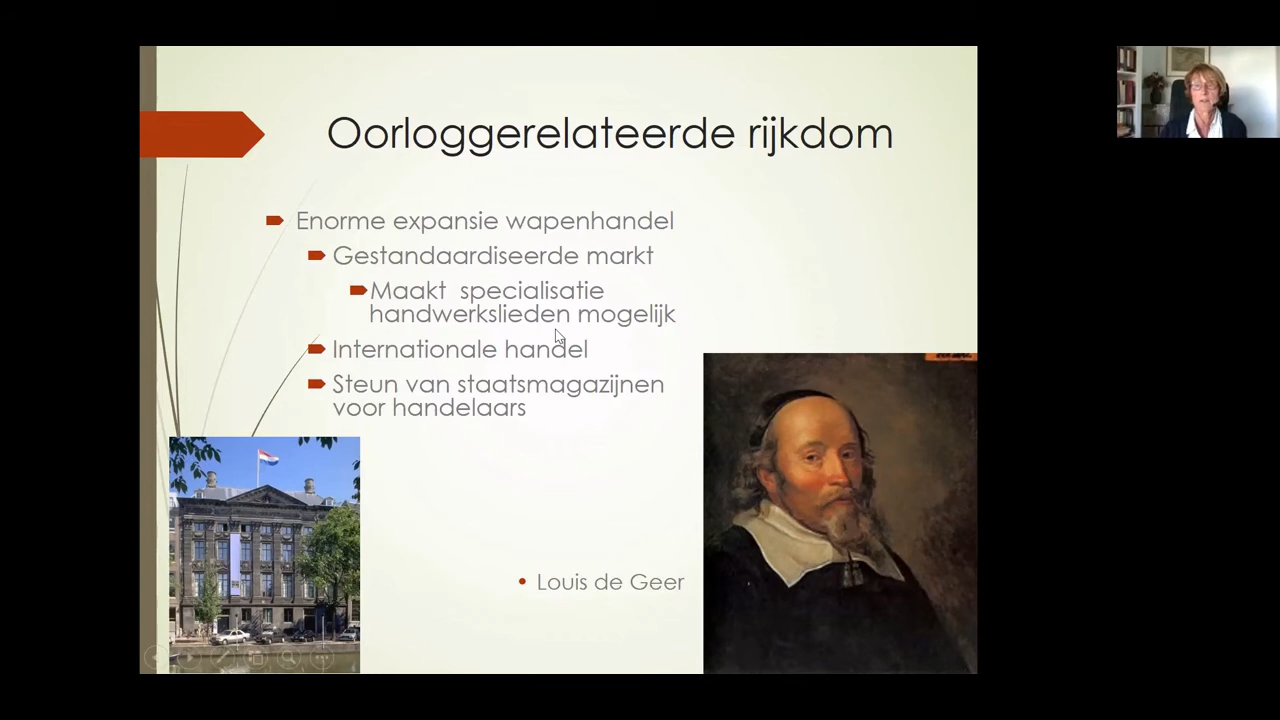 Oorloggerelateerde rijkdom
Enorme expansie wapenhandel
Gestandaardiseerde markt
Maakt specialisatie
handwerkslieden mogelijk
Internationale handel
Steun van staatsmagazijnen
voor handelaars
Louis de Geer